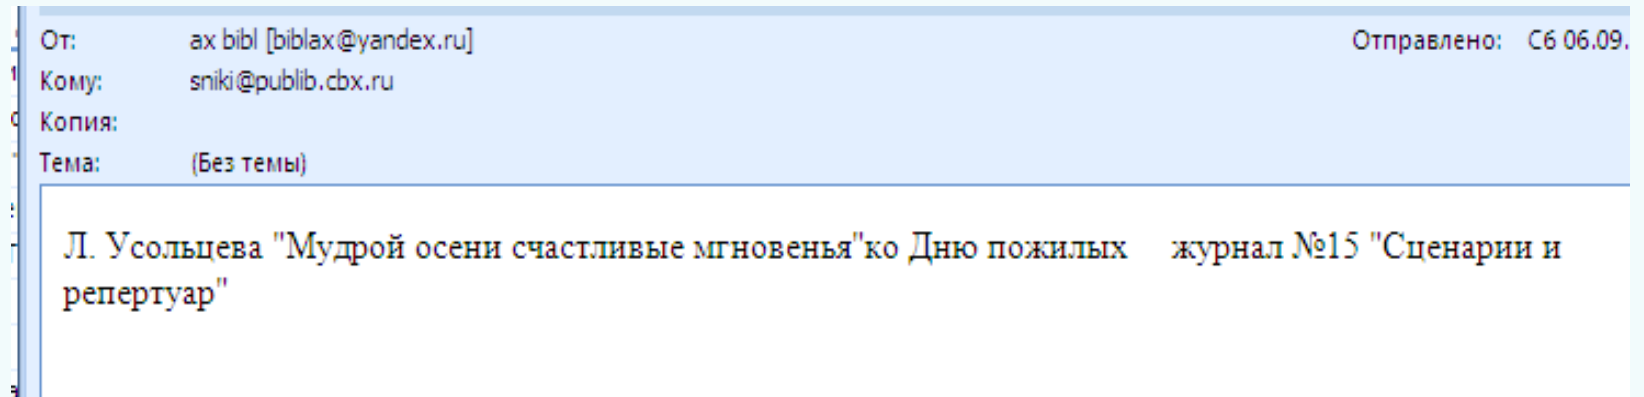 От: ax bibl [biblax@yandex.ru] Отправлено: Сб 06.09.
Кому: sniki@publib.cbx.ru
Копия:
Тема: (Без темы)
Л. Усольцева "Мудрой осени счастливые мгновенья"ко Дню пожилых журнал №15 "Сценарии и
репертуар"